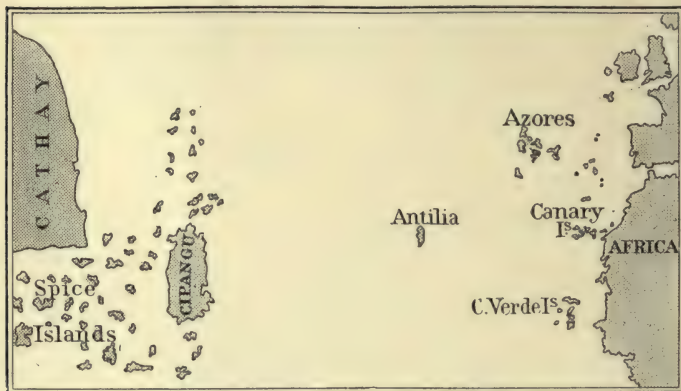 CATHAY
Azores
Antilia
Canary
Is.
AFRICA
CIPANGU
Spice
Islands
C.Verde Is.